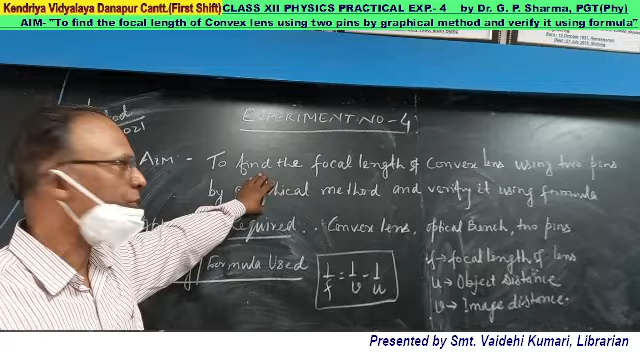 Kendriya Vidyalaya Danapur Cantt.(First Shift) CLASS XII PHYSICS PRACTICAL EXP.- 4 by Dr. G. P. Sharma, PGT(Phy)
AIM- "To find the focal length of Convex lens using two pins by graphical method and verify it using formula"
EXPERIMENT NO - 4
2021
AIM - To find the focal length of Convex lens using two pins
by method and verify it using formula
Required . . Convex lens, optical Bench, two pins
Formula Used 1/f = 1/v - 1/u
f → focal length of lens
u → Object distance
v → Image distance.
Presented by Smt. Vaidehi Kumari, Librarian